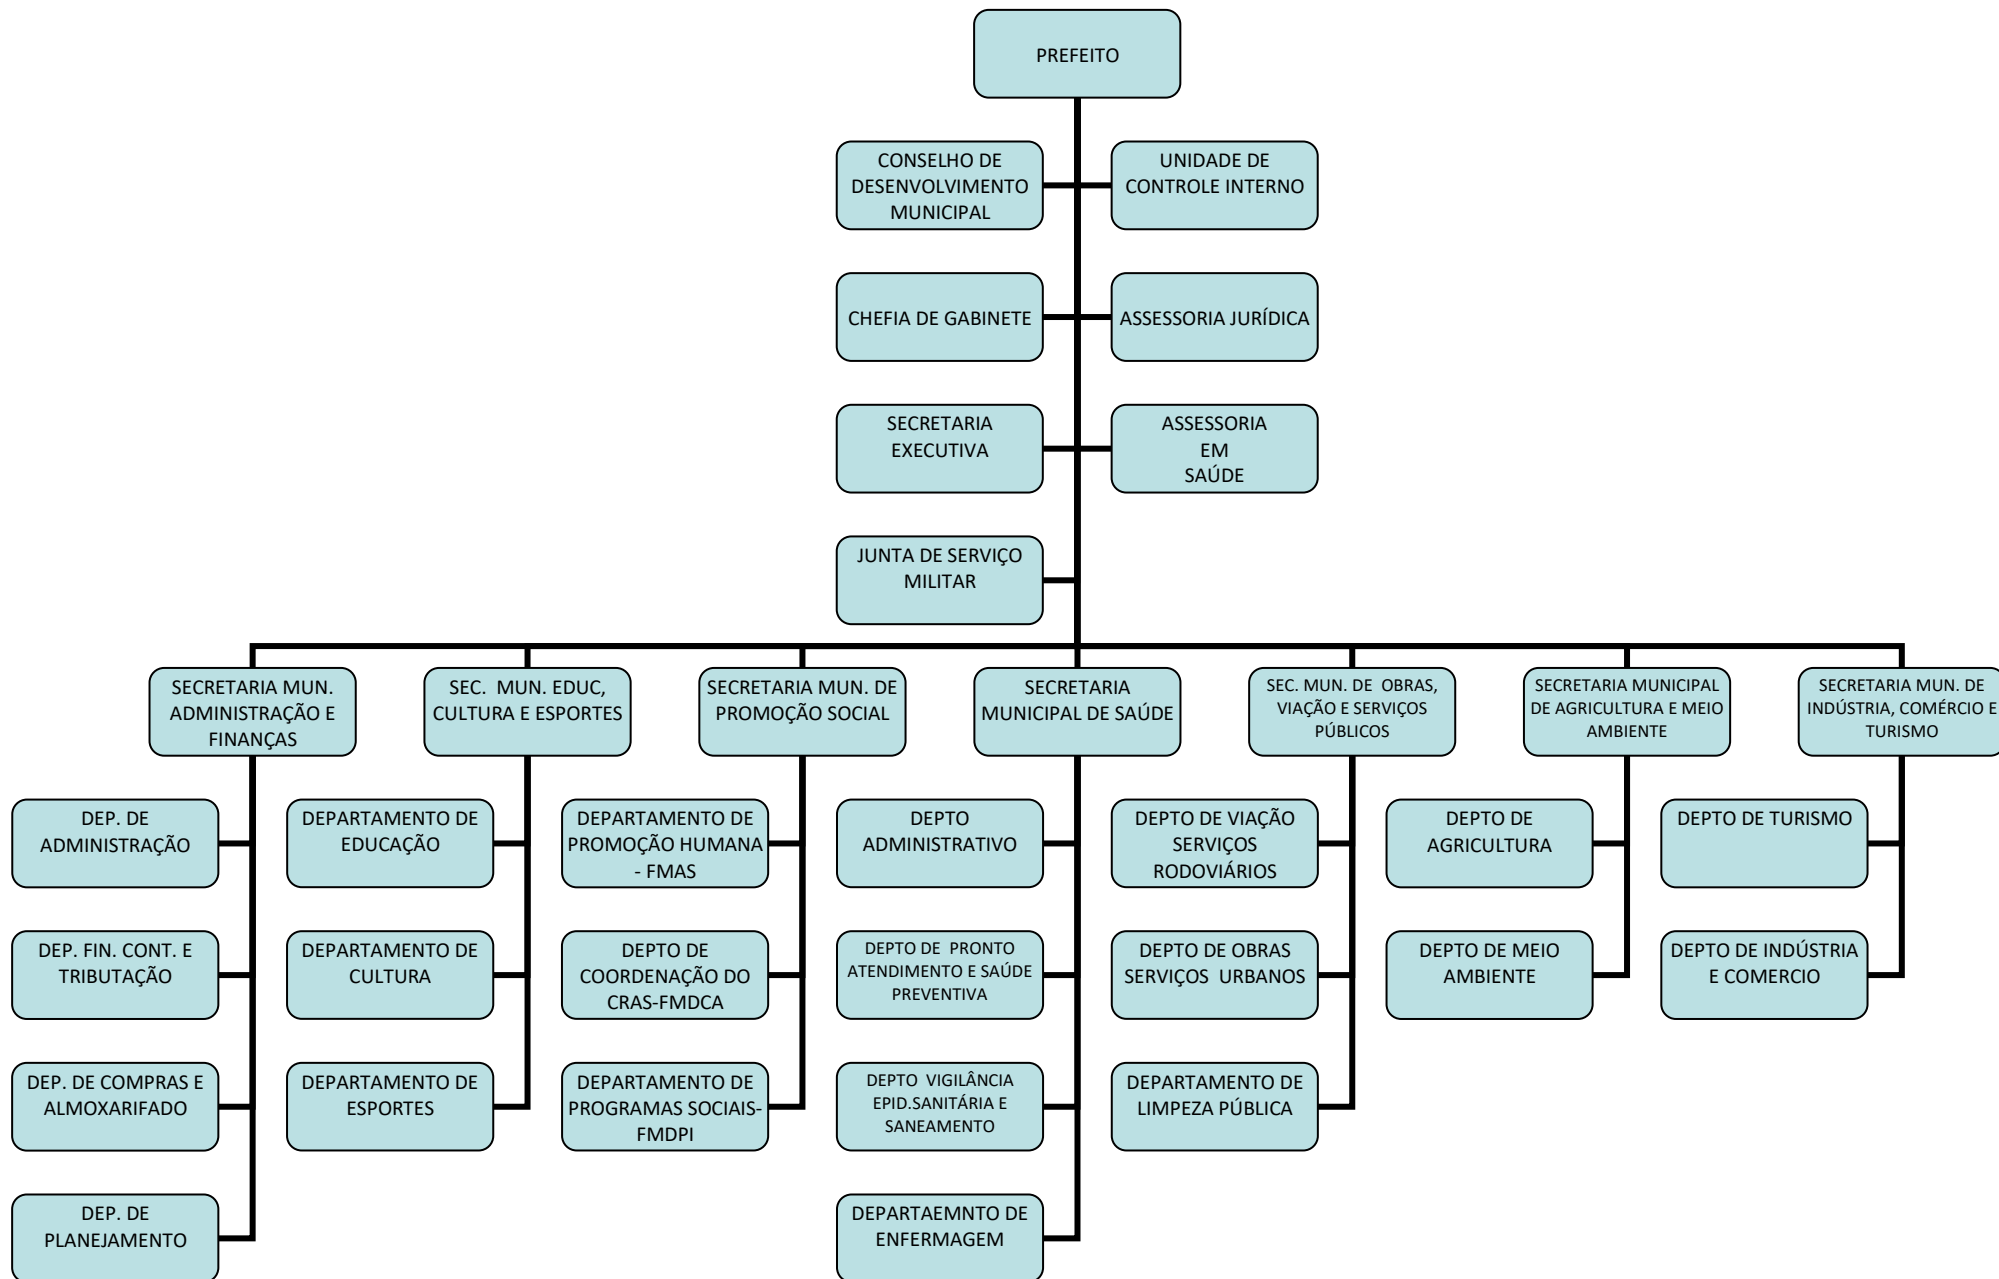 PREFEITO
CONSELHO DE
DESENVOLVIMENTO
MUNICIPAL
UNIDADE DE
CONTROLE INTERNO
CHEFIA DE GABINETE
ASSESSORIA JURÍDICA
SECRETARIA
EXECUTIVA
ASSESSORIA
EM
SAÚDE
JUNTA DE SERVIÇO
MILITAR
SECRETARIA MUN.
ADMINISTRAÇÃO E
FINANÇAS
SEC. MUN. EDUC,
CULTURA E ESPORTES
SECRETARIA MUN. DE
PROMOÇÃO SOCIAL
SECRETARIA
MUNICIPAL DE SAÚDE
SEC. MUN. DE OBRAS,
VIAÇÃO E SERVIÇOS
PÚBLICOS
SECRETARIA MUNICIPAL
DE AGRICULTURA E MEIO
AMBIENTE
SECRETARIA MUN. DE
INDÚSTRIA, COMÉRCIO E
TURISMO
DEP. DE
ADMINISTRAÇÃO
DEPARTAMENTO DE
EDUCAÇÃO
DEPARTAMENTO DE
PROMOÇÃO HUMANA
- FMAS
DEPTO
ADMINISTRATIVO
DEPTO DE VIAÇÃO
SERVIÇOS
RODOVIÁRIOS
DEPTO DE
AGRICULTURA
DEPTO DE TURISMO
DEP. FIN. CONT. E
TRIBUTAÇÃO
DEPARTAMENTO DE
CULTURA
DEPTO DE
COORDENAÇÃO DO
CRAS-FMDCA
DEPTO DE PRONTO
ATENDIMENTO E SAÚDE
PREVENTIVA
DEPTO DE OBRAS
SERVIÇOS URBANOS
DEPTO DE MEIO
AMBIENTE
DEPTO DE INDÚSTRIA
E COMERCIO
DEP. DE COMPRAS E
ALMOXARIFADO
DEPARTAMENTO DE
ESPORTES
DEPARTAMENTO DE
PROGRAMAS SOCIAIS-
FMDPI
DEPTO VIGILÂNCIA
EPID.SANITÁRIA E
SANEAMENTO
DEPARTAMENTO DE
LIMPEZA PÚBLICA
DEP. DE
PLANEJAMENTO
DEPARTAEMNTO DE
ENFERMAGEM